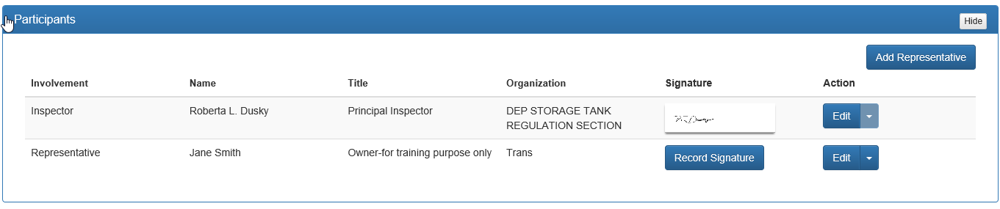 Participants
Hide
Add Representative
Involvement Name Title Organization Signature Action
Inspector Roberta L. Dusky Principal Inspector DEP STORAGE TANK Edit
REGULATION SECTION
Representative Jane Smith Owner-for training purpose only Trans Record Signature Edit